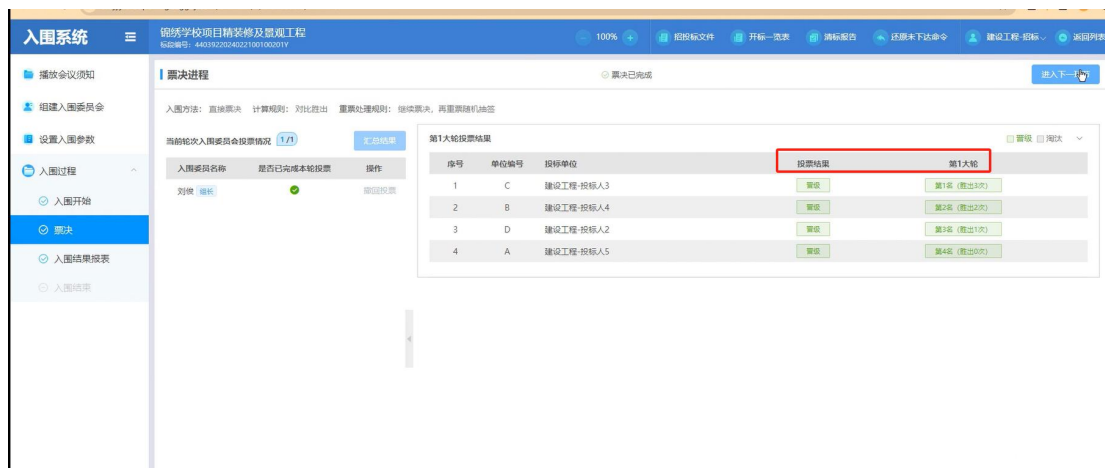 入围系统
锦绣学校项目精装修及景观工程
标段编号: 4403922024022100100201Y
100%
招投标文件
开标一览表
清标报告
还原未下达命令
建设工程-招标
返回列表
播放会议须知
组建入围委员会
设置入围参数
入围过程
入围开始
票决
入围结果报表
入围结果
票决进程
票决已完成
进入下一
入围方法: 直接票决 计算规则: 对比胜出 重票处理规则: 继续票决, 再重票随机抽签
当前轮次入围委员会投票情况 1/1 汇总结果
入围委员名称 是否已完成本轮投票 操作
刘俊 组长 撤回投票
第1大轮投票结果 晋级 淘汰
序号 单位编号 投标单位 投票结果 第1大轮
1 C 建设工程-投标人3 晋级 第1名 (胜出3次)
2 B 建设工程-投标人4 晋级 第2名 (胜出2次)
3 D 建设工程-投标人2 晋级 第3名 (胜出1次)
4 A 建设工程-投标人5 晋级 第4名 (胜出0次)